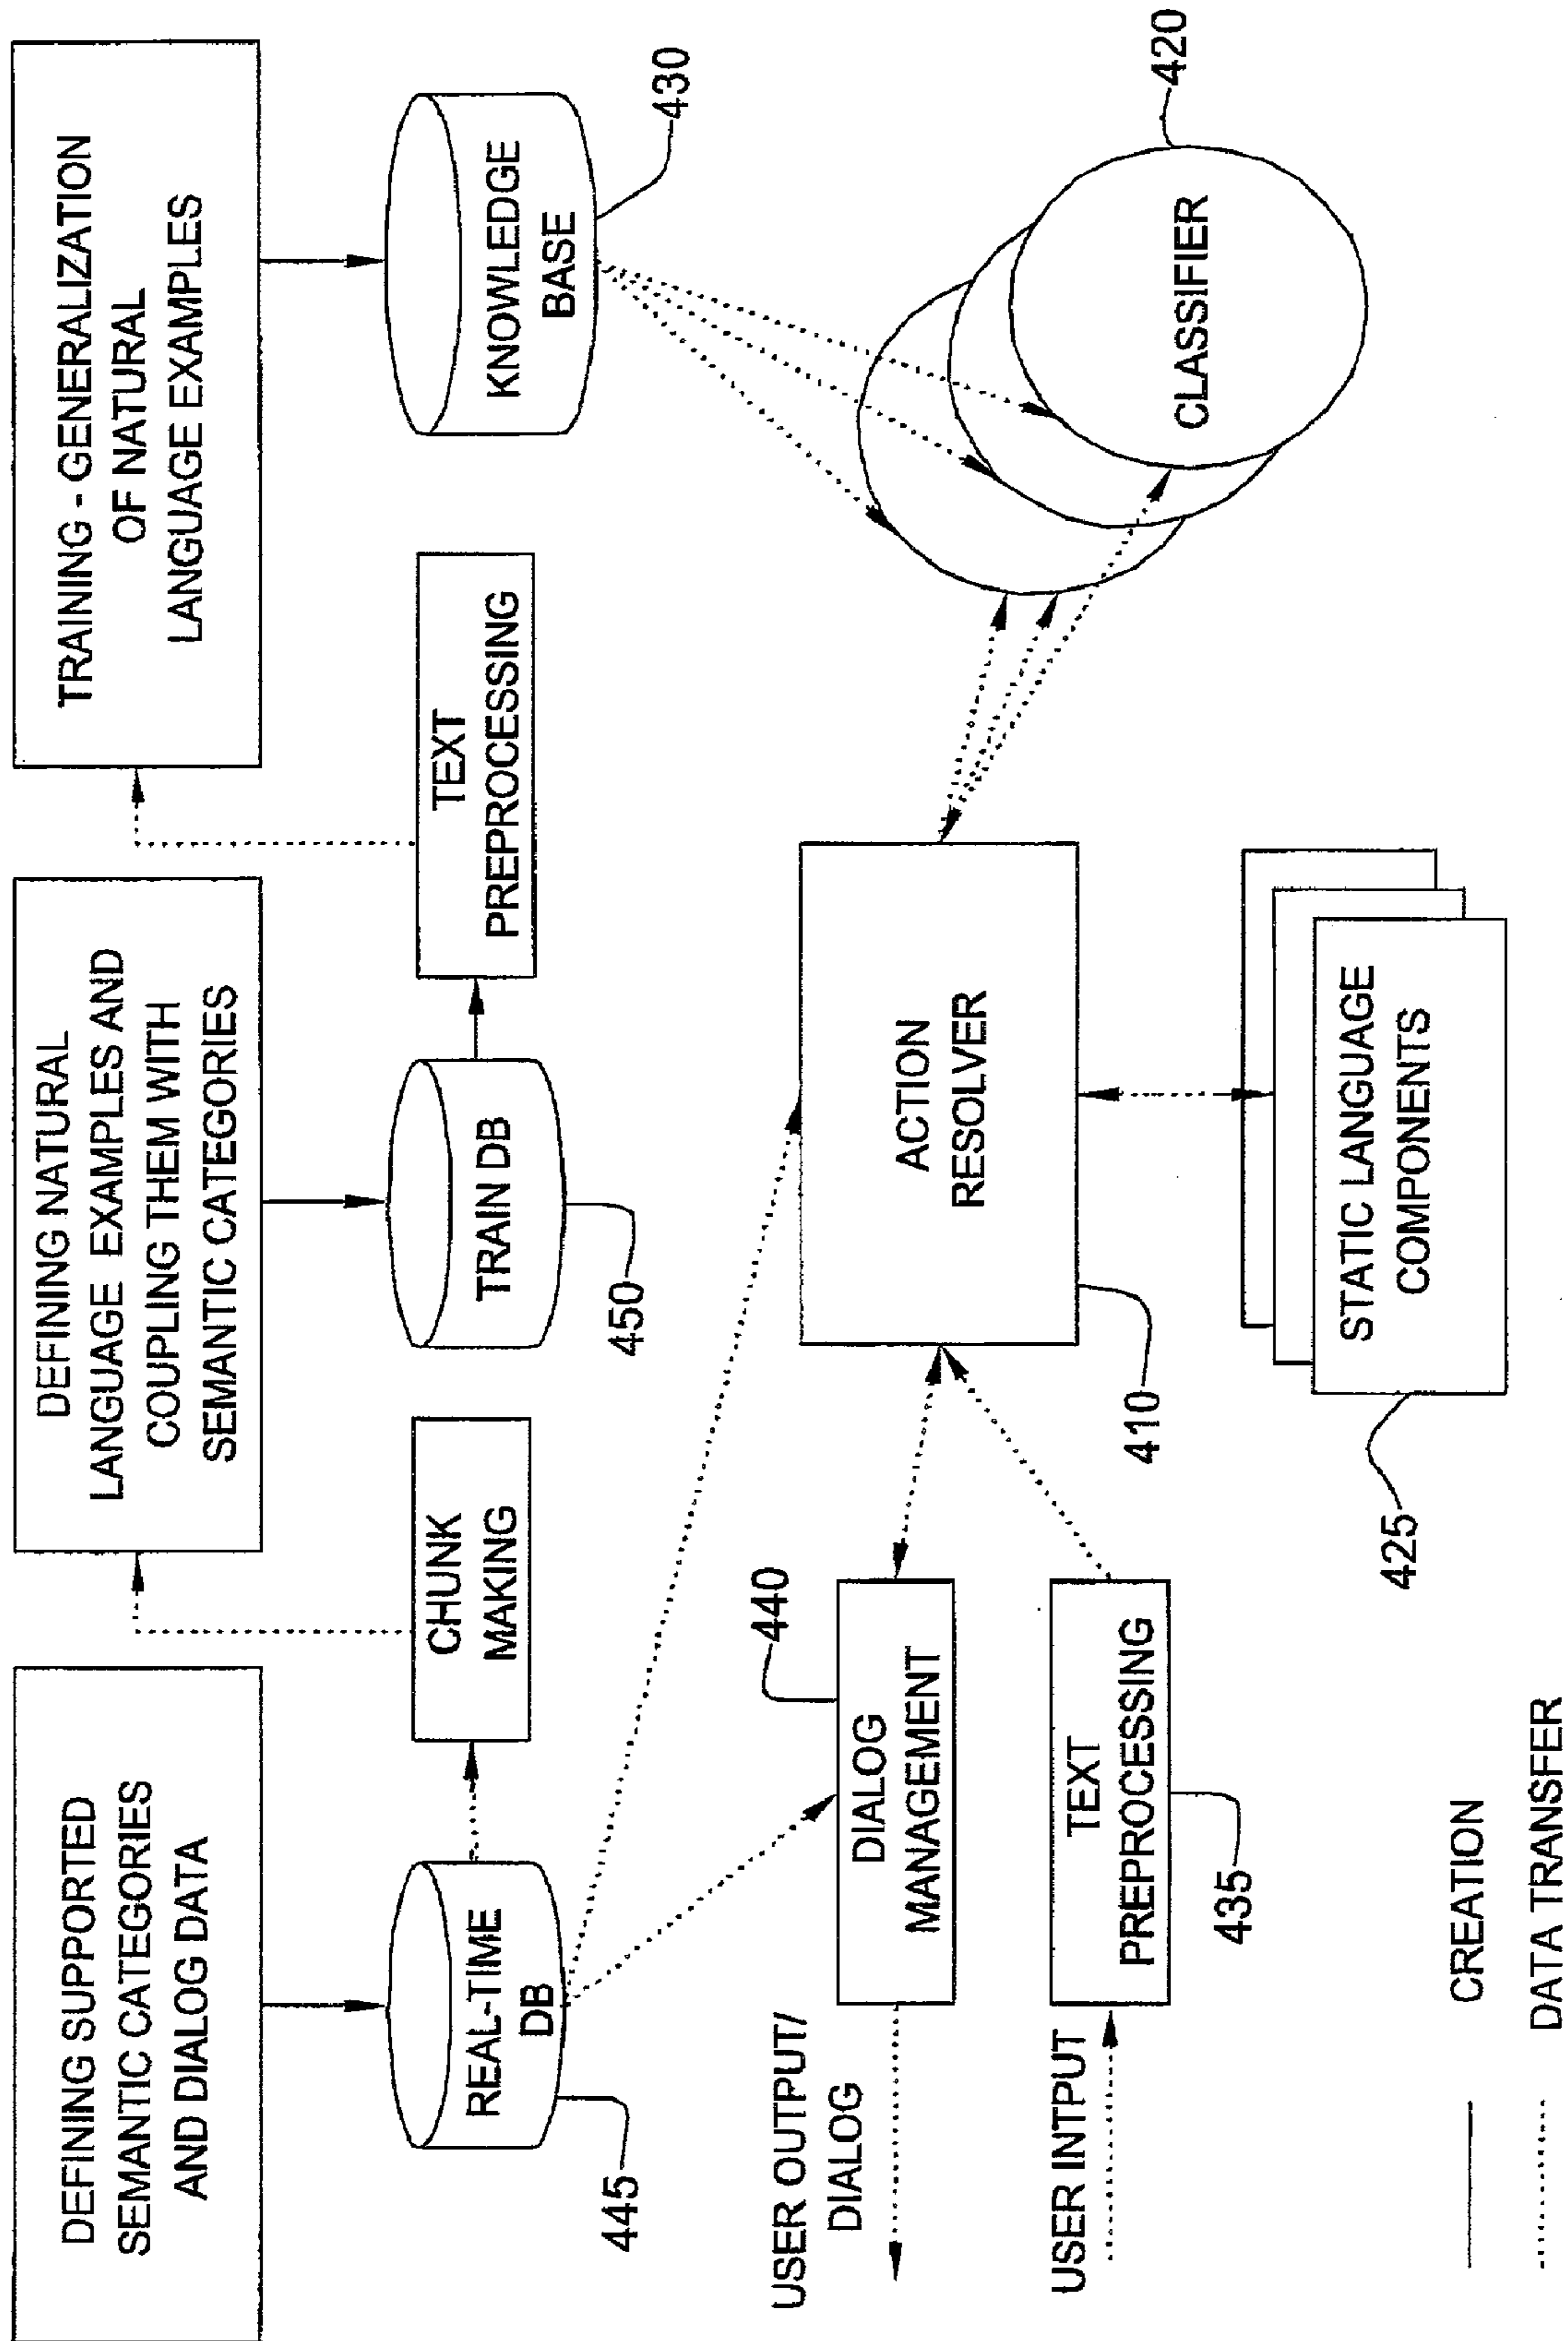 DEFINING SUPPORTED
SEMANTIC CATEGORIES
AND DIALOG DATA
DEFINING NATURAL
LANGUAGE EXAMPLES AND
COUPLING THEM WITH
SEMANTIC CATEGORIES
TRAINING - GENERALIZATION
OF NATURAL
LANGUAGE EXAMPLES
REAL-TIME
DB
445
CHUNK
MAKING
TRAIN DB
450
TEXT
PREPROCESSING
KNOWLEDGE
BASE
430
USER OUTPUT/
DIALOG
DIALOG
MANAGEMENT
440
USER INTPUT
TEXT
PREPROCESSING
435
ACTION
RESOLVER
410
CLASSIFIER
420
STATIC LANGUAGE
COMPONENTS
425
CREATION
DATA TRANSFER